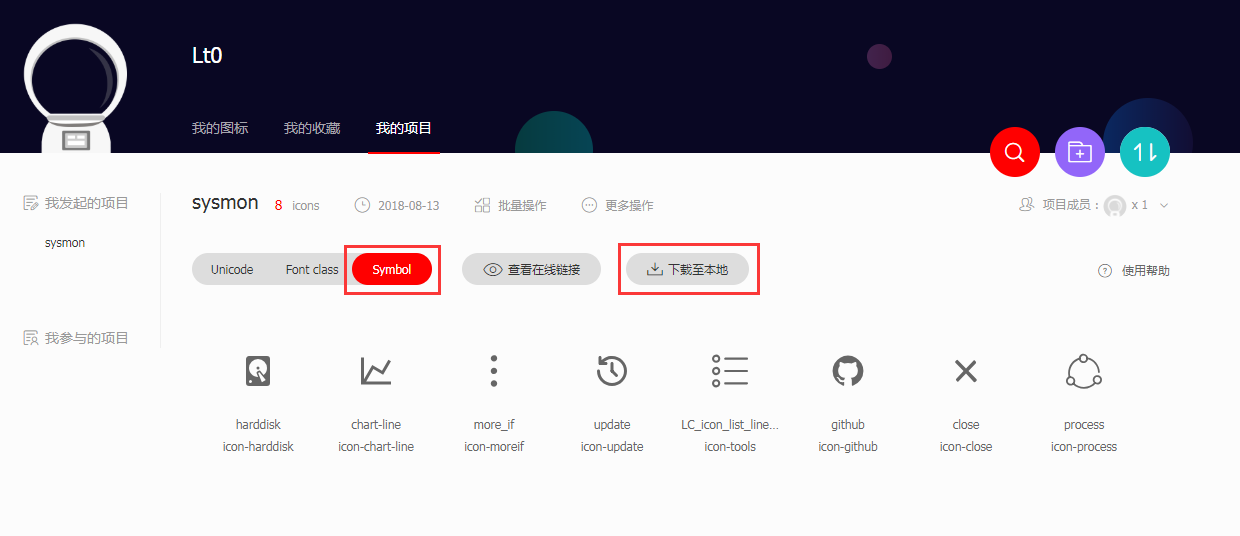 Lt0
我的图标 我的收藏 我的项目
我发起的项目
sysmon
我参与的项目
sysmon 8 icons 2018-08-13 批量操作 更多操作 项目成员： x 1
Unicode Font class Symbol 查看在线链接 下载至本地 使用帮助
harddisk chart-line more_if update LC_icon_list_line... github close process
icon-harddisk icon-chart-line icon-moreif icon-update icon-tools icon-github icon-close icon-process